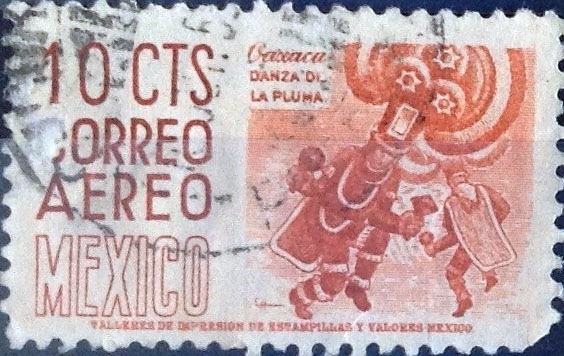 10 CTS
CORREO
AEREO
MEXICO
Oaxaca
DANZA DE
LA PLUMA
TALLERES DE IMPRESION DE ESTAMPILLAS Y VALORES-MEXICO